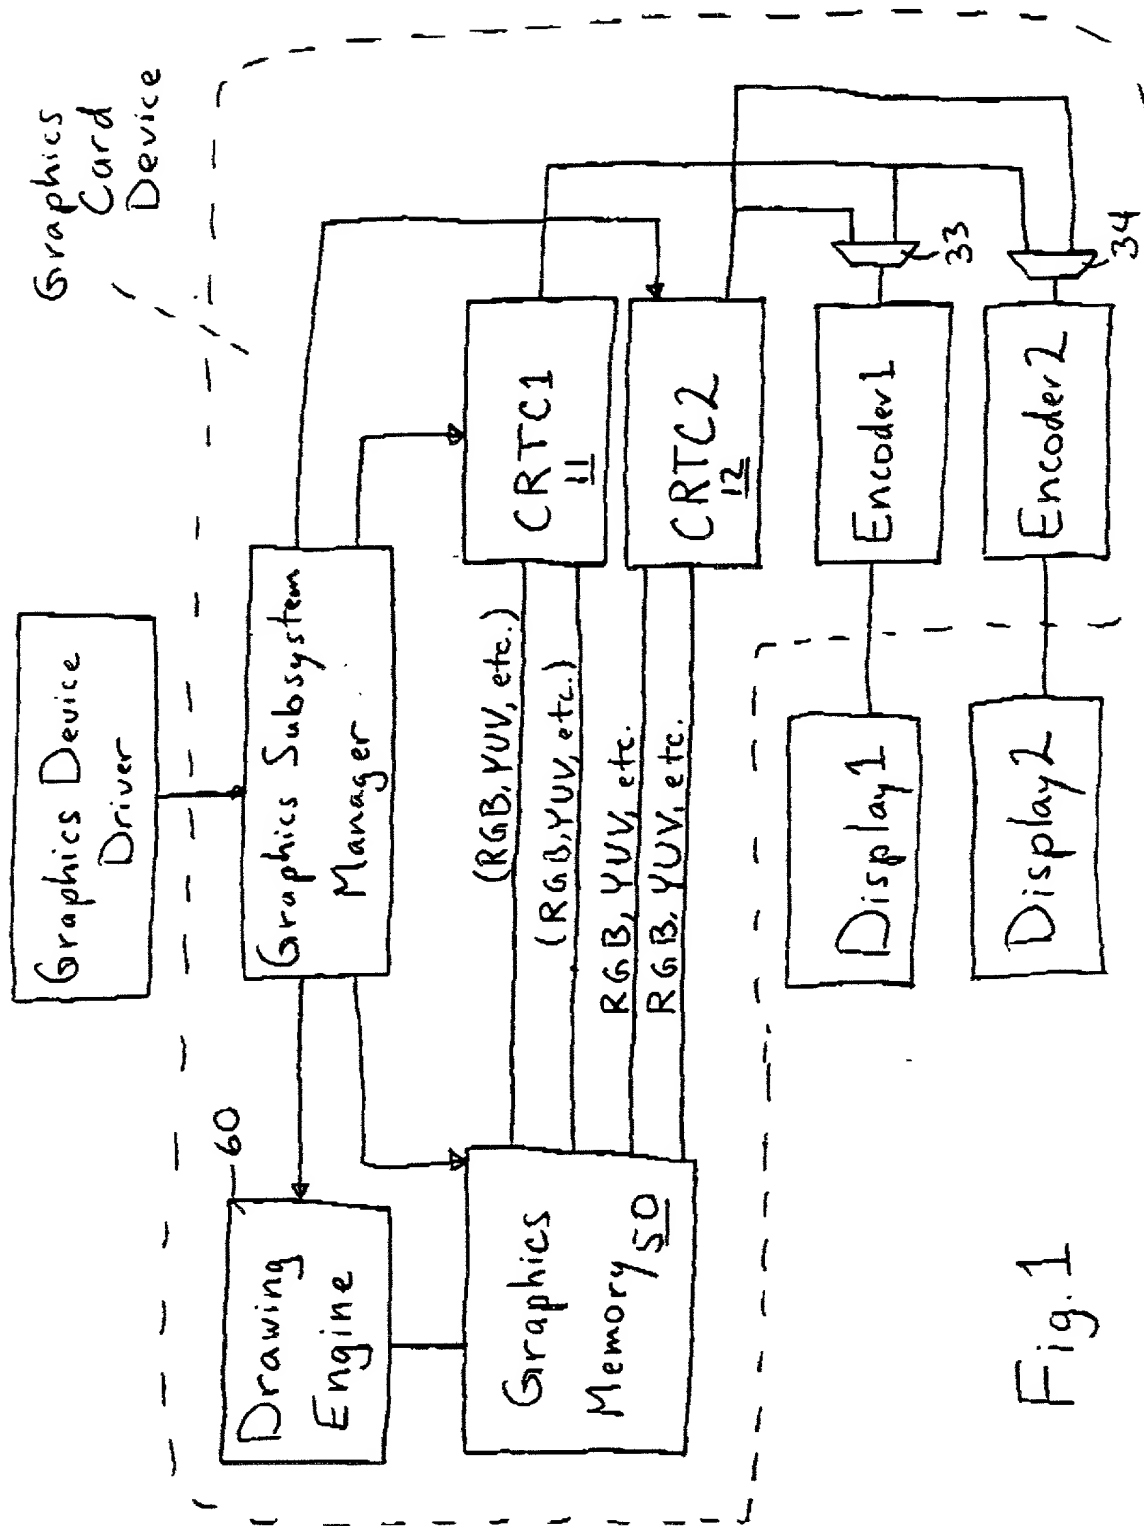 Graphics
Card
Device
Graphics Device
Driver
Graphics Subsystem
Manager
60
Drawing
Engine
Graphics
Memory 50
(RGB, YUV, etc.)
(RGB, YUV, etc.)
RGB, YUV, etc.
RGB, YUV, etc.
CRTC1
11
CRTC2
12
33
34
Encoder1
Encoder2
Display1
Display2
Fig. 1